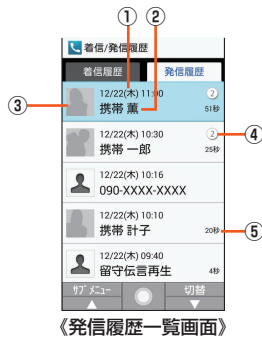 ① ②
着信/発信履歴
着信履歴 発信履歴
12/22(木) 11:00 2
③ 携帯 薫 51秒
12/22(木) 10:30 2 ④
携帯 一郎 25秒
12/22(木) 10:16
090-XXXX-XXXX
12/22(木) 10:10
携帯 計子 20秒 ⑤
12/22(木) 09:40
留守伝言再生 4秒
ｻﾌﾞﾒﾆｭｰ 切替
《発信履歴一覧画面》